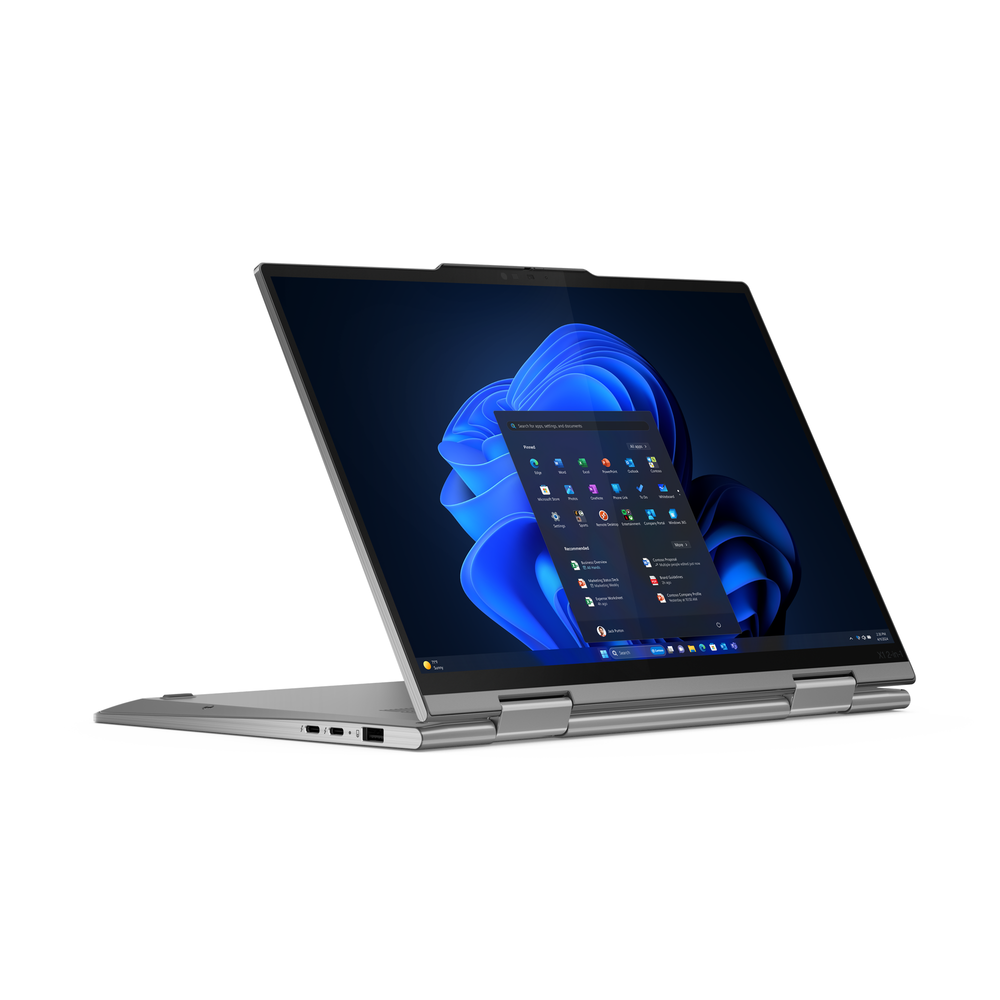 Search for apps, settings, and documents
Pinned
All apps >
Edge
Word
Excel
PowerPoint
Outlook
Contoso
Microsoft Store
Photos
OneNote
Phone Link
To Do
Whiteboard
Settings
Sports
Remote Desktop
Entertainment
Company Portal
Windows 365
Recommended
More >
Business Overview
All Hands
Contoso Proposal
Multiple people edited just now
Marketing Status Deck
Marketing Weekly
Brand Guidelines
2h ago
PDF
Expense Worksheet
4h ago
Contoso Company Profile
Yesterday at 10:50 AM
Jack Purton
71°F
Sunny
Search
Contoso
2:30 PM
4/9/2024
X1 2-in-1